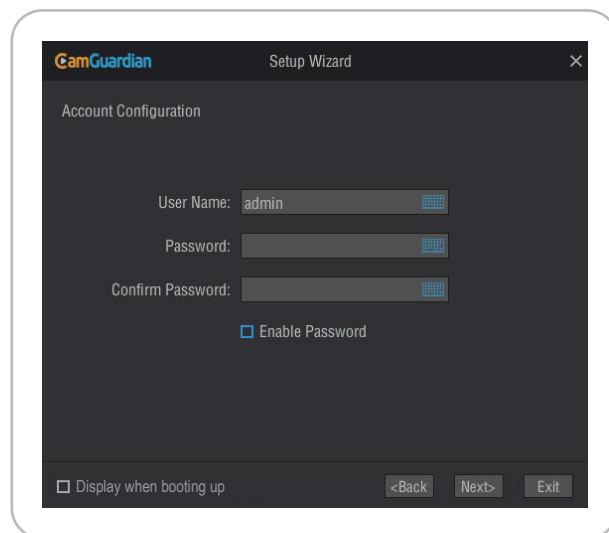 CamGuardian Setup Wizard
Account Configuration
User Name: admin
Password:
Confirm Password:
Enable Password
Display when booting up <Back Next> Exit